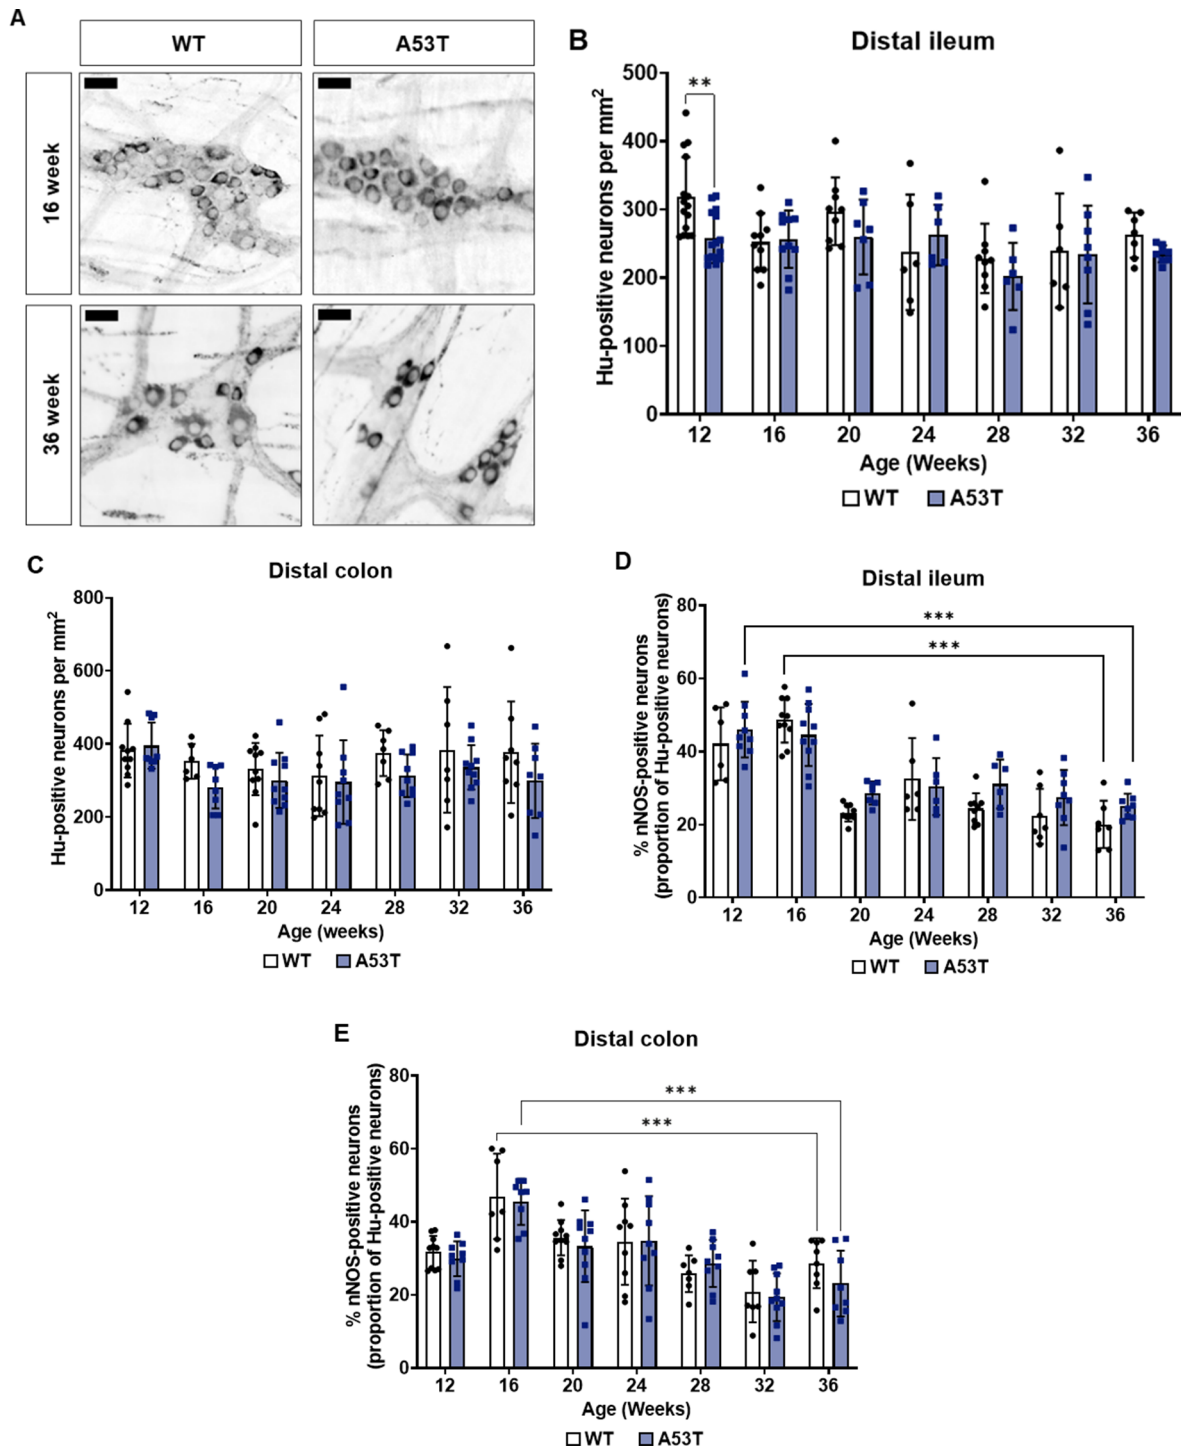 A
WT
A53T
16 week
36 week
B
Distal ileum
Hu-positive neurons per mm2
500
400
300
200
100
0
**
12 16 20 24 28 32 36
Age (Weeks)
WT A53T
C
Distal colon
Hu-positive neurons per mm2
800
600
400
200
0
12 16 20 24 28 32 36
Age (weeks)
WT A53T
D
Distal ileum
% nNOS-positive neurons
(proportion of Hu-positive neurons)
80
60
40
20
0
***
***
12 16 20 24 28 32 36
Age (Weeks)
WT A53T
E
Distal colon
% nNOS-positive neurons
(proportion of Hu-positive neurons)
80
60
40
20
0
***
***
12 16 20 24 28 32 36
Age (Weeks)
WT A53T